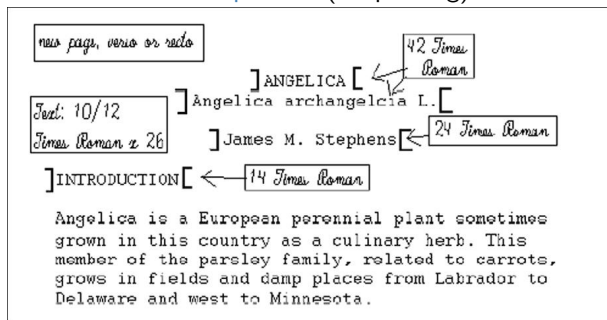 new page, verso or recto
42 Times
Roman
]ANGELICA[
]Angelica archangelcia L.[
Text: 10/12
Times Roman x 26
]James M. Stephens[
24 Times Roman
]INTRODUCTION[
14 Times Roman
Angelica is a European perennial plant sometimes
grown in this country as a culinary herb. This
member of the parsley family, related to carrots,
grows in fields and damp places from Labrador to
Delaware and west to Minnesota.